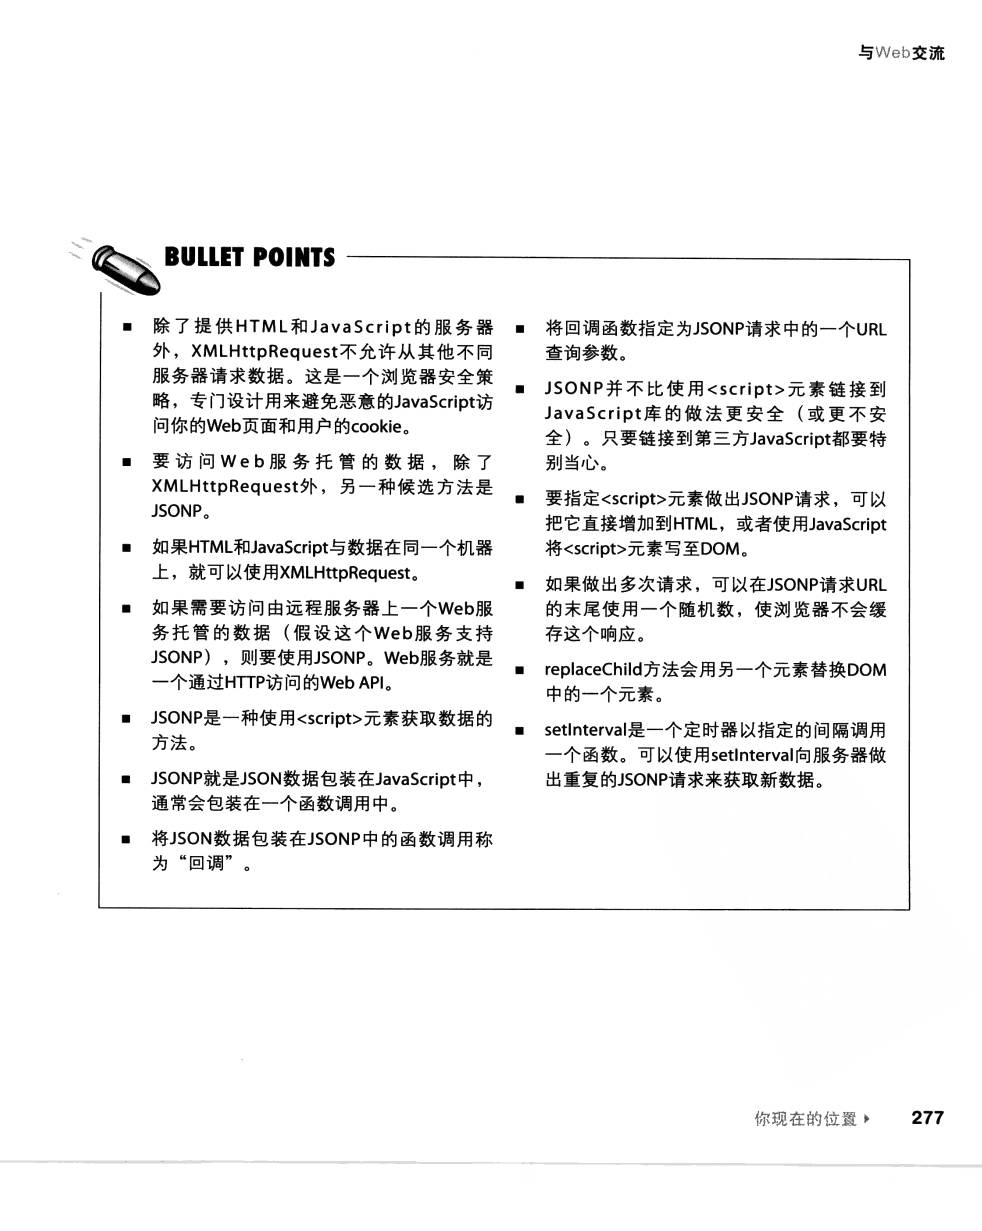 与Web交流
BULLET POINTS
■ 除了提供HTML和JavaScript的服务器
外，XMLHttpRequest不允许从其他不同
服务器请求数据。这是一个浏览器安全策
略，专门设计用来避免恶意的JavaScript访
问你的Web页面和用户的cookie。
■ 要访问Web服务托管的数据，除了
XMLHttpRequest外，另一种候选方法是
JSONP。
■ 如果HTML和JavaScript与数据在同一个机器
上，就可以使用XMLHttpRequest。
■ 如果需要访问由远程服务器上一个Web服
务托管的数据（假设这个Web服务支持
JSONP），则要使用JSONP。Web服务就是
一个通过HTTP访问的Web API。
■ JSONP是一种使用<script>元素获取数据的
方法。
■ JSONP就是JSON数据包装在JavaScript中，
通常会包装在一个函数调用中。
■ 将JSON数据包装在JSONP中的函数调用称
为“回调”。
■ 将回调函数指定为JSONP请求中的一个URL
查询参数。
■ JSONP并不比使用<script>元素链接到
JavaScript库的做法更安全（或更不安
全）。只要链接到第三方JavaScript都要特
别当心。
■ 要指定<script>元素做出JSONP请求，可以
把它直接增加到HTML，或者使用JavaScript
将<script>元素写至DOM。
■ 如果做出多次请求，可以在JSONP请求URL
的末尾使用一个随机数，使浏览器不会缓
存这个响应。
■ replaceChild方法会用另一个元素替换DOM
中的一个元素。
■ setInterval是一个定时器以指定的间隔调用
一个函数。可以使用setInterval向服务器做
出重复的JSONP请求来获取新数据。
你现在的位置 ▸ 277